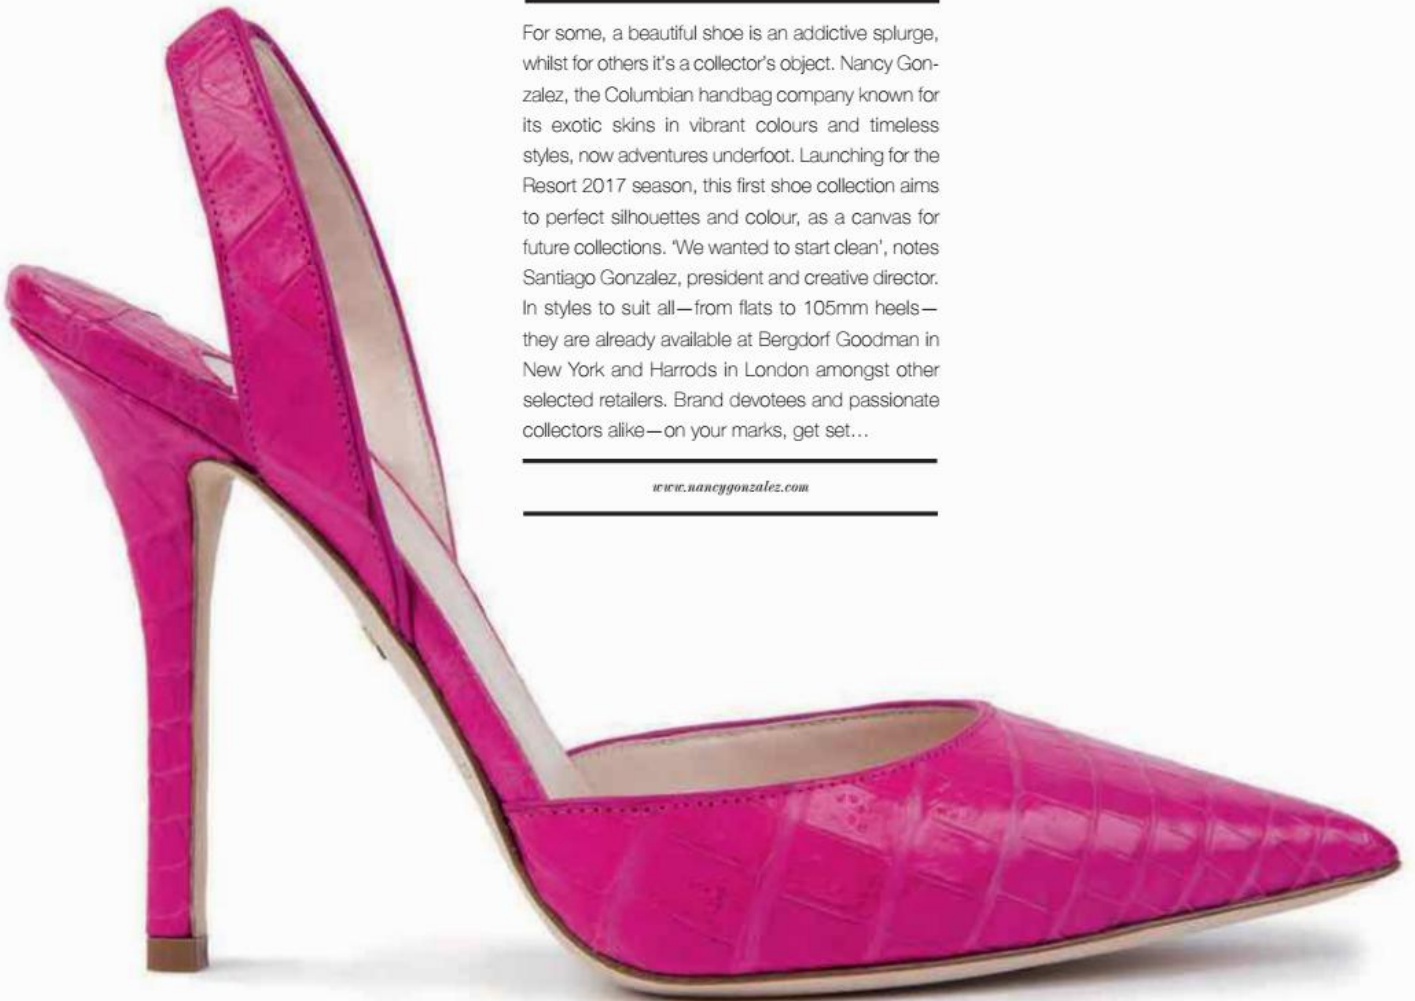 For some, a beautiful shoe is an addictive splurge,
whilst for others it's a collector's object. Nancy Gon-
zalez, the Columbian handbag company known for
its exotic skins in vibrant colours and timeless
styles, now adventures underfoot. Launching for the
Resort 2017 season, this first shoe collection aims
to perfect silhouettes and colour, as a canvas for
future collections. 'We wanted to start clean', notes
Santiago Gonzalez, president and creative director.
In styles to suit all—from flats to 105mm heels—
they are already available at Bergdorf Goodman in
New York and Harrods in London amongst other
selected retailers. Brand devotees and passionate
collectors alike—on your marks, get set...
www.nancygonzalez.com